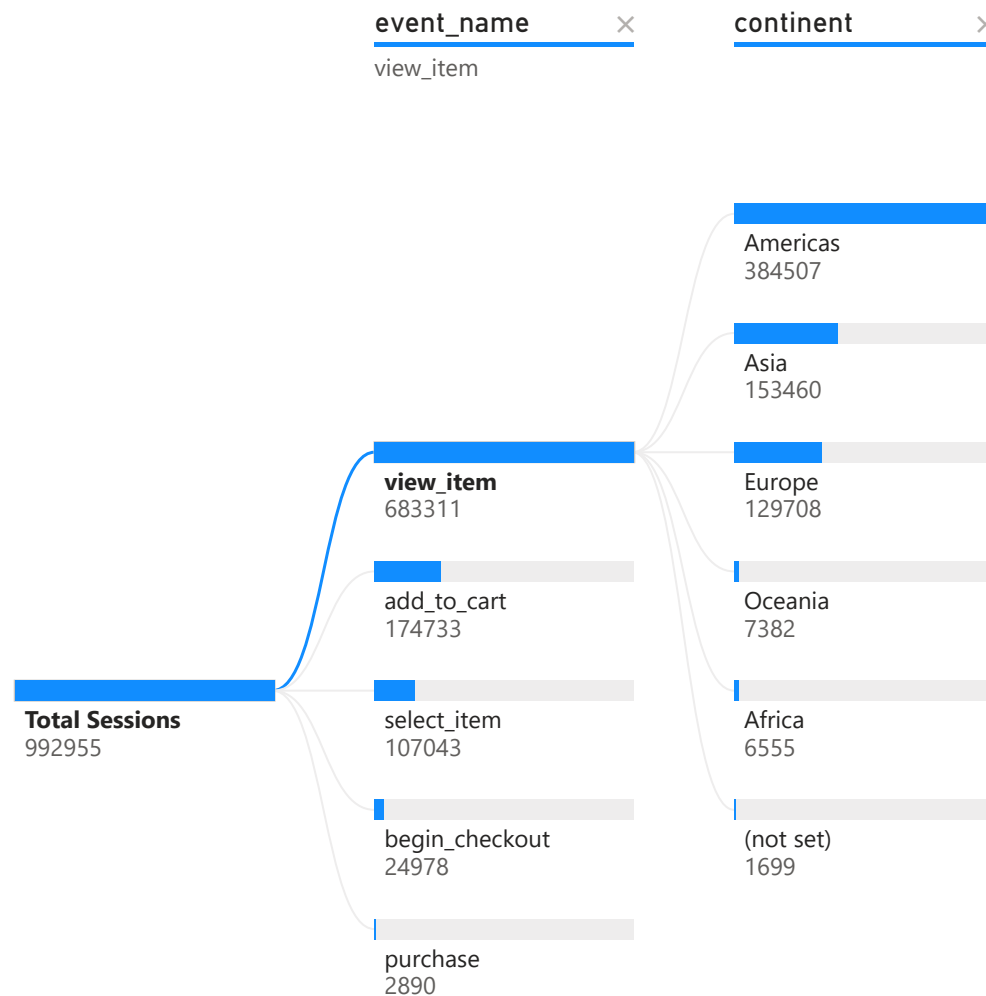 event_name
continent
view_item
Americas
384507
Asia
153460
view_item
683311
Europe
129708
add_to_cart
174733
Oceania
7382
Total Sessions
992955
select_item
107043
Africa
6555
begin_checkout
24978
(not set)
1699
purchase
2890